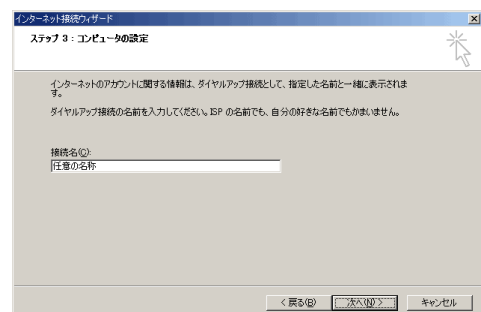 インターネット接続ウィザード
ステップ 3 : コンピュータの設定
インターネットのアカウントに関する情報は、ダイヤルアップ接続として、指定した名前と一緒に表示されま
す。
ダイヤルアップ接続の名前を入力してください。ISP の名前でも、自分の好きな名前でもかまいません。
接続名(C):
任意の名称
< 戻る(B) 次へ(N) > キャンセル